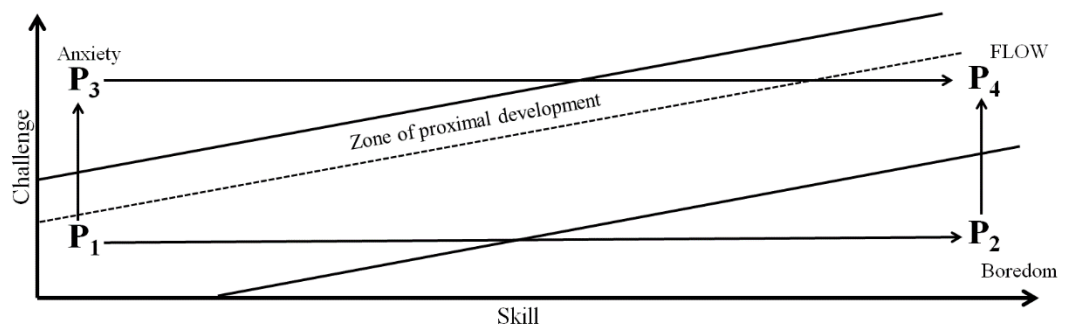 Anxiety
FLOW
P3
P4
Zone of proximal development
Challenge
P1
P2
Boredom
Skill